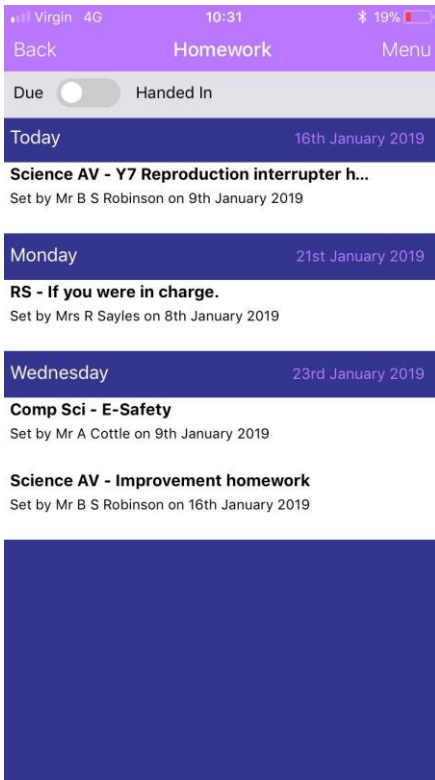 Virgin 4G 10:31 19%
Back Homework Menu
Due Handed In
Today 16th January 2019
Science AV - Y7 Reproduction interrupter h...
Set by Mr B S Robinson on 9th January 2019
Monday 21st January 2019
RS - If you were in charge.
Set by Mrs R Sayles on 8th January 2019
Wednesday 23rd January 2019
Comp Sci - E-Safety
Set by Mr A Cottle on 9th January 2019
Science AV - Improvement homework
Set by Mr B S Robinson on 16th January 2019